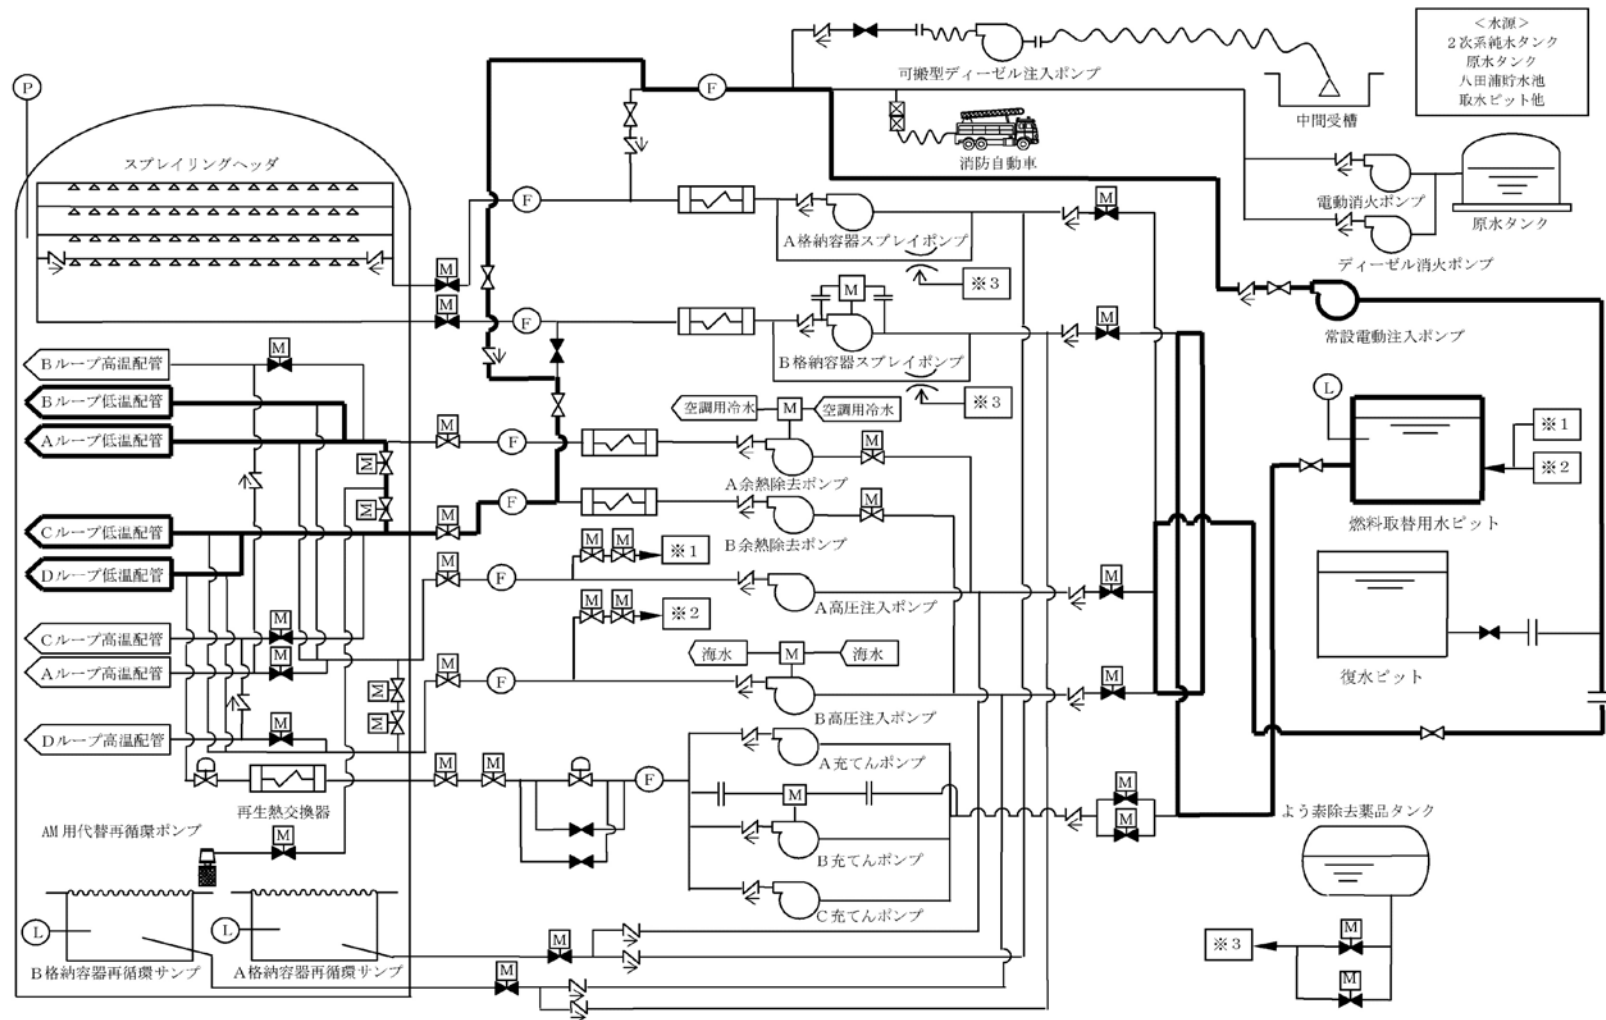 ＜水源＞
２次系純水タンク
原水タンク
八田浦貯水池
取水ピット他
P
F
可搬型ディーゼル注入ポンプ
中間受槽
消防自動車
スプレイリングヘッダ
電動消火ポンプ
原水タンク
ディーゼル消火ポンプ
F
M
A格納容器スプレイポンプ
※3
M
M
M
F
M
B格納容器スプレイポンプ
※3
常設電動注入ポンプ
Bループ高温配管
M
Bループ低温配管
Aループ低温配管
M
M
F
空調用冷水
M
空調用冷水
M
A余熱除去ポンプ
L
※1
※2
燃料取替用水ピット
M
Cループ低温配管
M
F
M
B余熱除去ポンプ
Dループ低温配管
M
M
※1
M
F
A高圧注入ポンプ
M
M
M
※2
Cループ高温配管
M
Aループ高温配管
M
M
M
M
F
海水
M
海水
B高圧注入ポンプ
M
復水ピット
Dループ高温配管
M
再生熱交換器
M
M
F
A充てんポンプ
M
B充てんポンプ
C充てんポンプ
M
M
よう素除去薬品タンク
AM用代替再循環ポンプ
M
L
B格納容器再循環サンプ
L
A格納容器再循環サンプ
M
M
※3
M
M